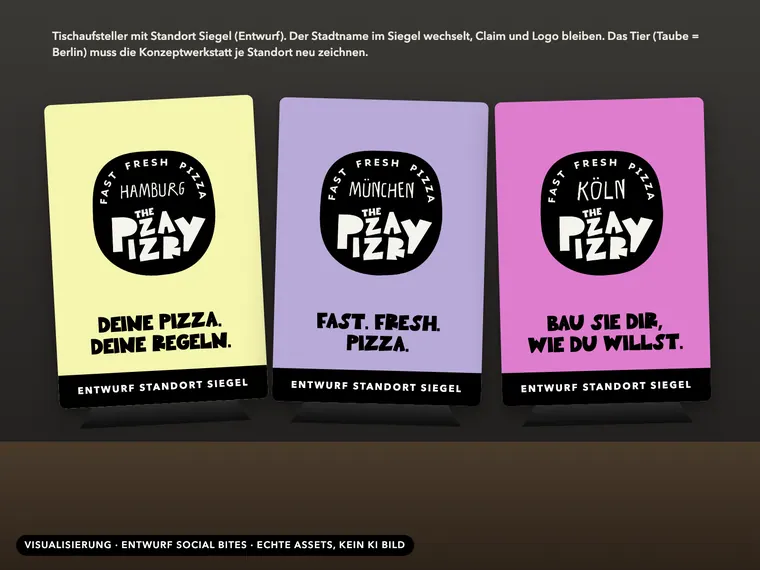 Tischaufsteller mit Standort Siegel (Entwurf). Der Stadtname im Siegel wechselt, Claim und Logo bleiben. Das Tier (Taube =
Berlin) muss die Konzeptwerkstatt je Standort neu zeichnen.
FAST FRESH PIZZA
HAMBURG
THE
PZZA
IZRY
DEINE PIZZA.
DEINE REGELN.
ENTWURF STANDORT SIEGEL
FAST FRESH PIZZA
MÜNCHEN
THE
PZZA
IZRY
FAST. FRESH.
PIZZA.
ENTWURF STANDORT SIEGEL
FAST FRESH PIZZA
KÖLN
THE
PZZA
IZRY
BAU SIE DIR,
WIE DU WILLST.
ENTWURF STANDORT SIEGEL
VISUALISIERUNG · ENTWURF SOCIAL BITES · ECHTE ASSETS, KEIN KI BILD